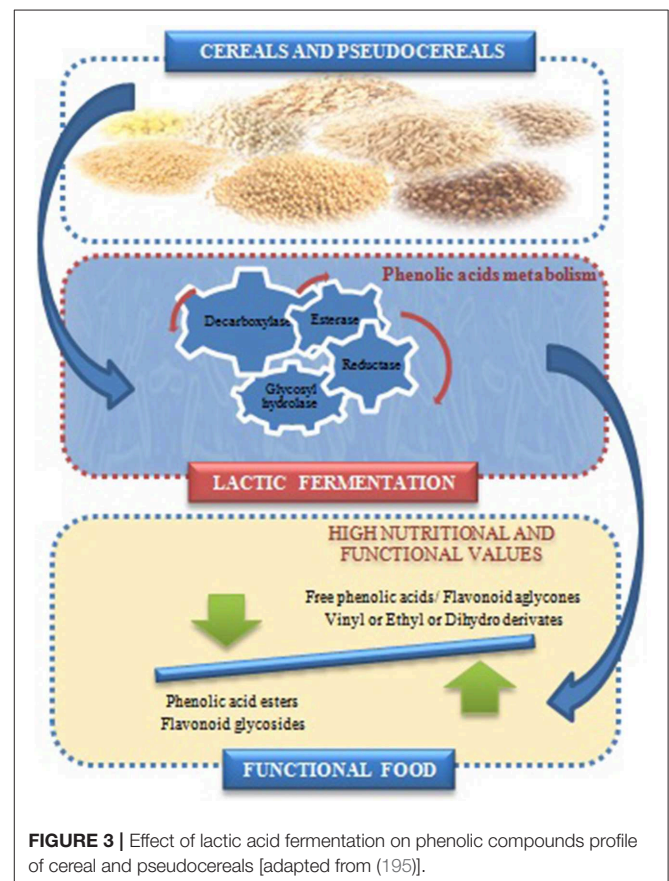 CEREALS AND PSEUDOCEREALS
Phenolic acids metabolism
Decarboxylase
Esterase
Reductase
Glycosyl
hydrolase
LACTIC FERMENTATION
HIGH NUTRITIONAL AND
FUNCTIONAL VALUES
Free phenolic acids/ Flavonoid aglycones
Vinyl or Ethyl or Dihydro derivates
Phenolic acid esters
Flavonoid glycosides
FUNCTIONAL FOOD
FIGURE 3 | Effect of lactic acid fermentation on phenolic compounds profile
of cereal and pseudocereals [adapted from (195)].